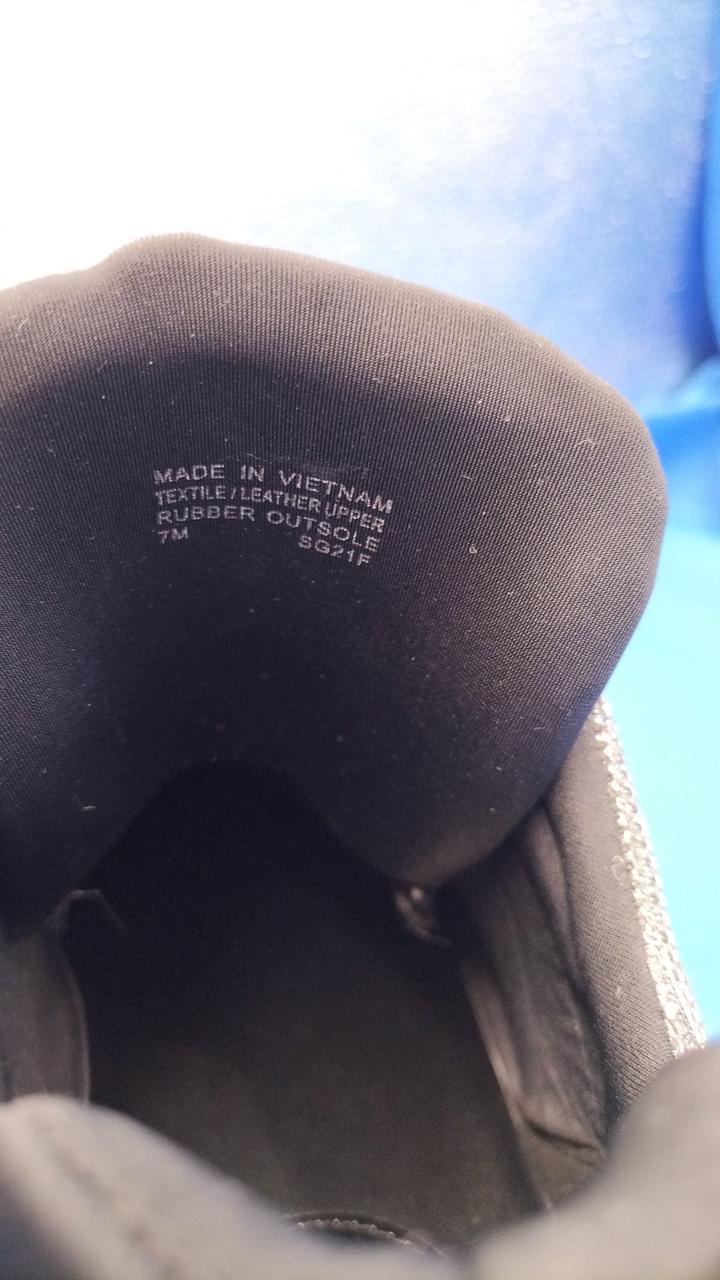 MADE IN VIETNAM
TEXTILE / LEATHER UPPER
RUBBER OUTSOLE
7M SG21F